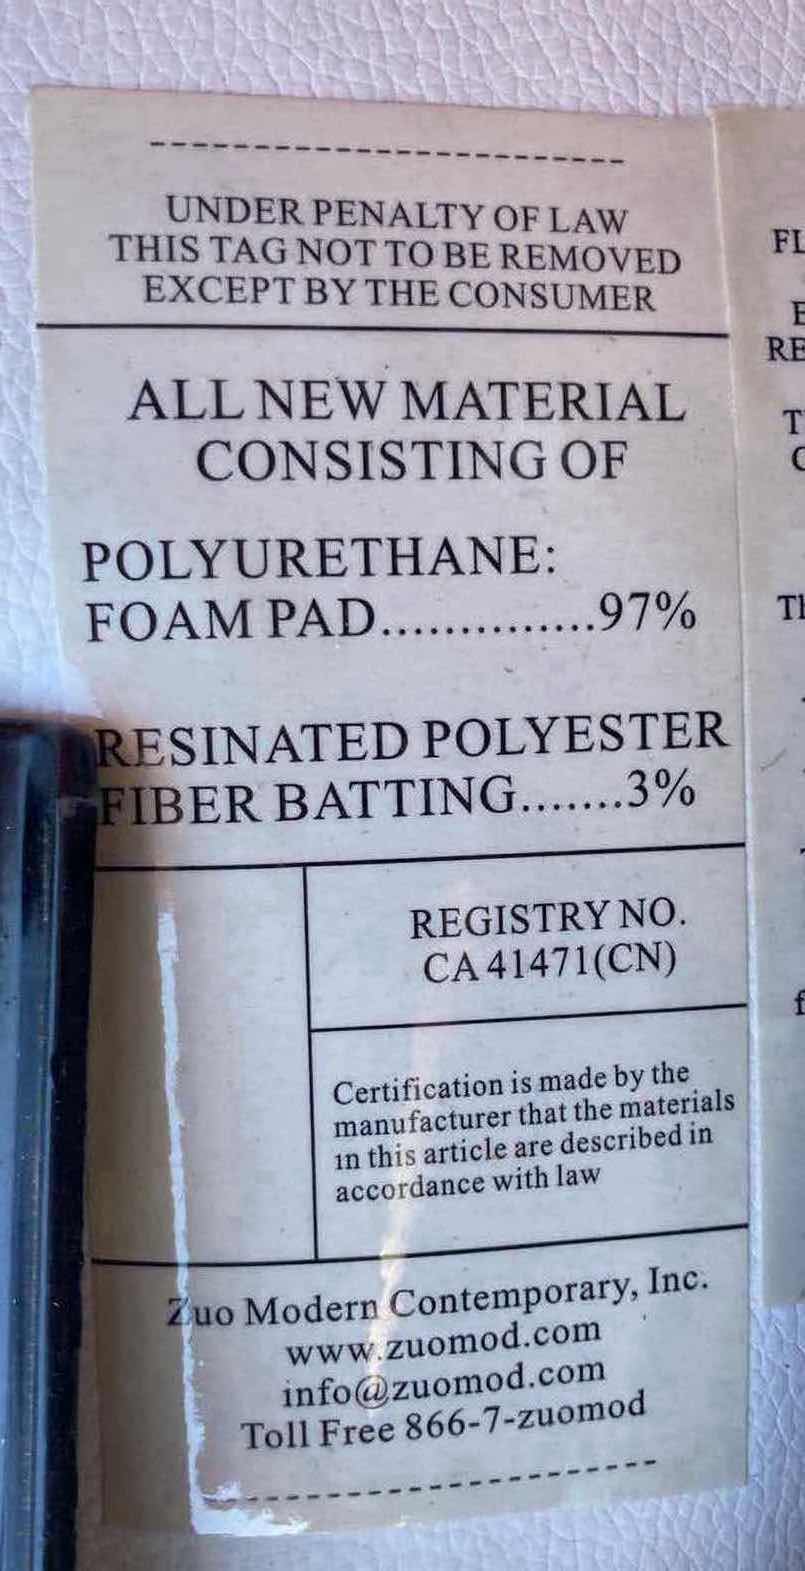 UNDER PENALTY OF LAW
THIS TAG NOT TO BE REMOVED
EXCEPT BY THE CONSUMER
ALL NEW MATERIAL
CONSISTING OF
POLYURETHANE:
FOAM PAD..............97%
RESINATED POLYESTER
FIBER BATTING.......3%
REGISTRY NO.
CA 41471(CN)
Certification is made by the
manufacturer that the materials
in this article are described in
accordance with law
Zuo Modern Contemporary, Inc.
www.zuomod.com
info@zuomod.com
Toll Free 866-7-zuomod